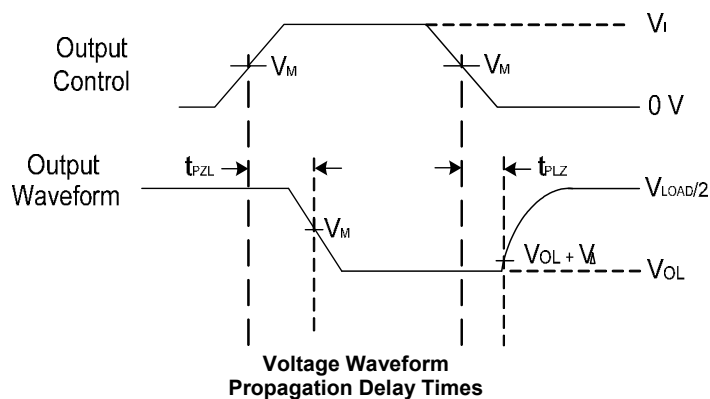 Output
Control
VM
VM
VI
0 V
Output
Waveform
tPZL
tPLZ
VM
VLOAD/2
VOL + VΔ
VOL
Voltage Waveform
Propagation Delay Times